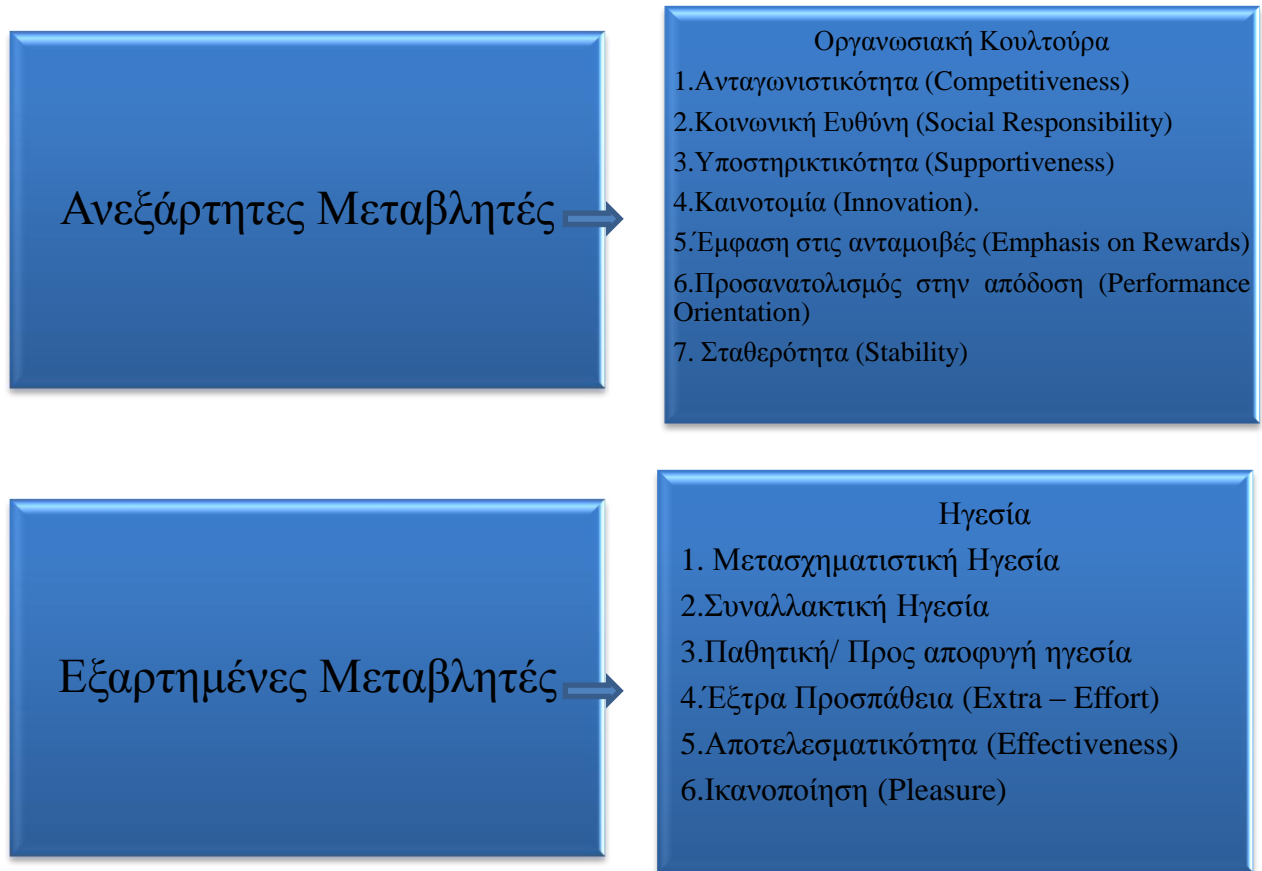 Ανεξάρτητες Μεταβλητές
Οργανωσιακή Κουλτούρα
1.Ανταγωνιστικότητα (Competitiveness)
2.Κοινωνική Ευθύνη (Social Responsibility)
3.Υποστηρικτικότητα (Supportiveness)
4.Καινοτομία (Innovation).
5.Έμφαση στις ανταμοιβές (Emphasis on Rewards)
6.Προσανατολισμός στην απόδοση (Performance
Orientation)
7. Σταθερότητα (Stability)
Εξαρτημένες Μεταβλητές
Ηγεσία
1. Μετασχηματιστική Ηγεσία
2.Συναλλακτική Ηγεσία
3.Παθητική/ Προς αποφυγή ηγεσία
4.Έξτρα Προσπάθεια (Extra – Effort)
5.Αποτελεσματικότητα (Effectiveness)
6.Ικανοποίηση (Pleasure)